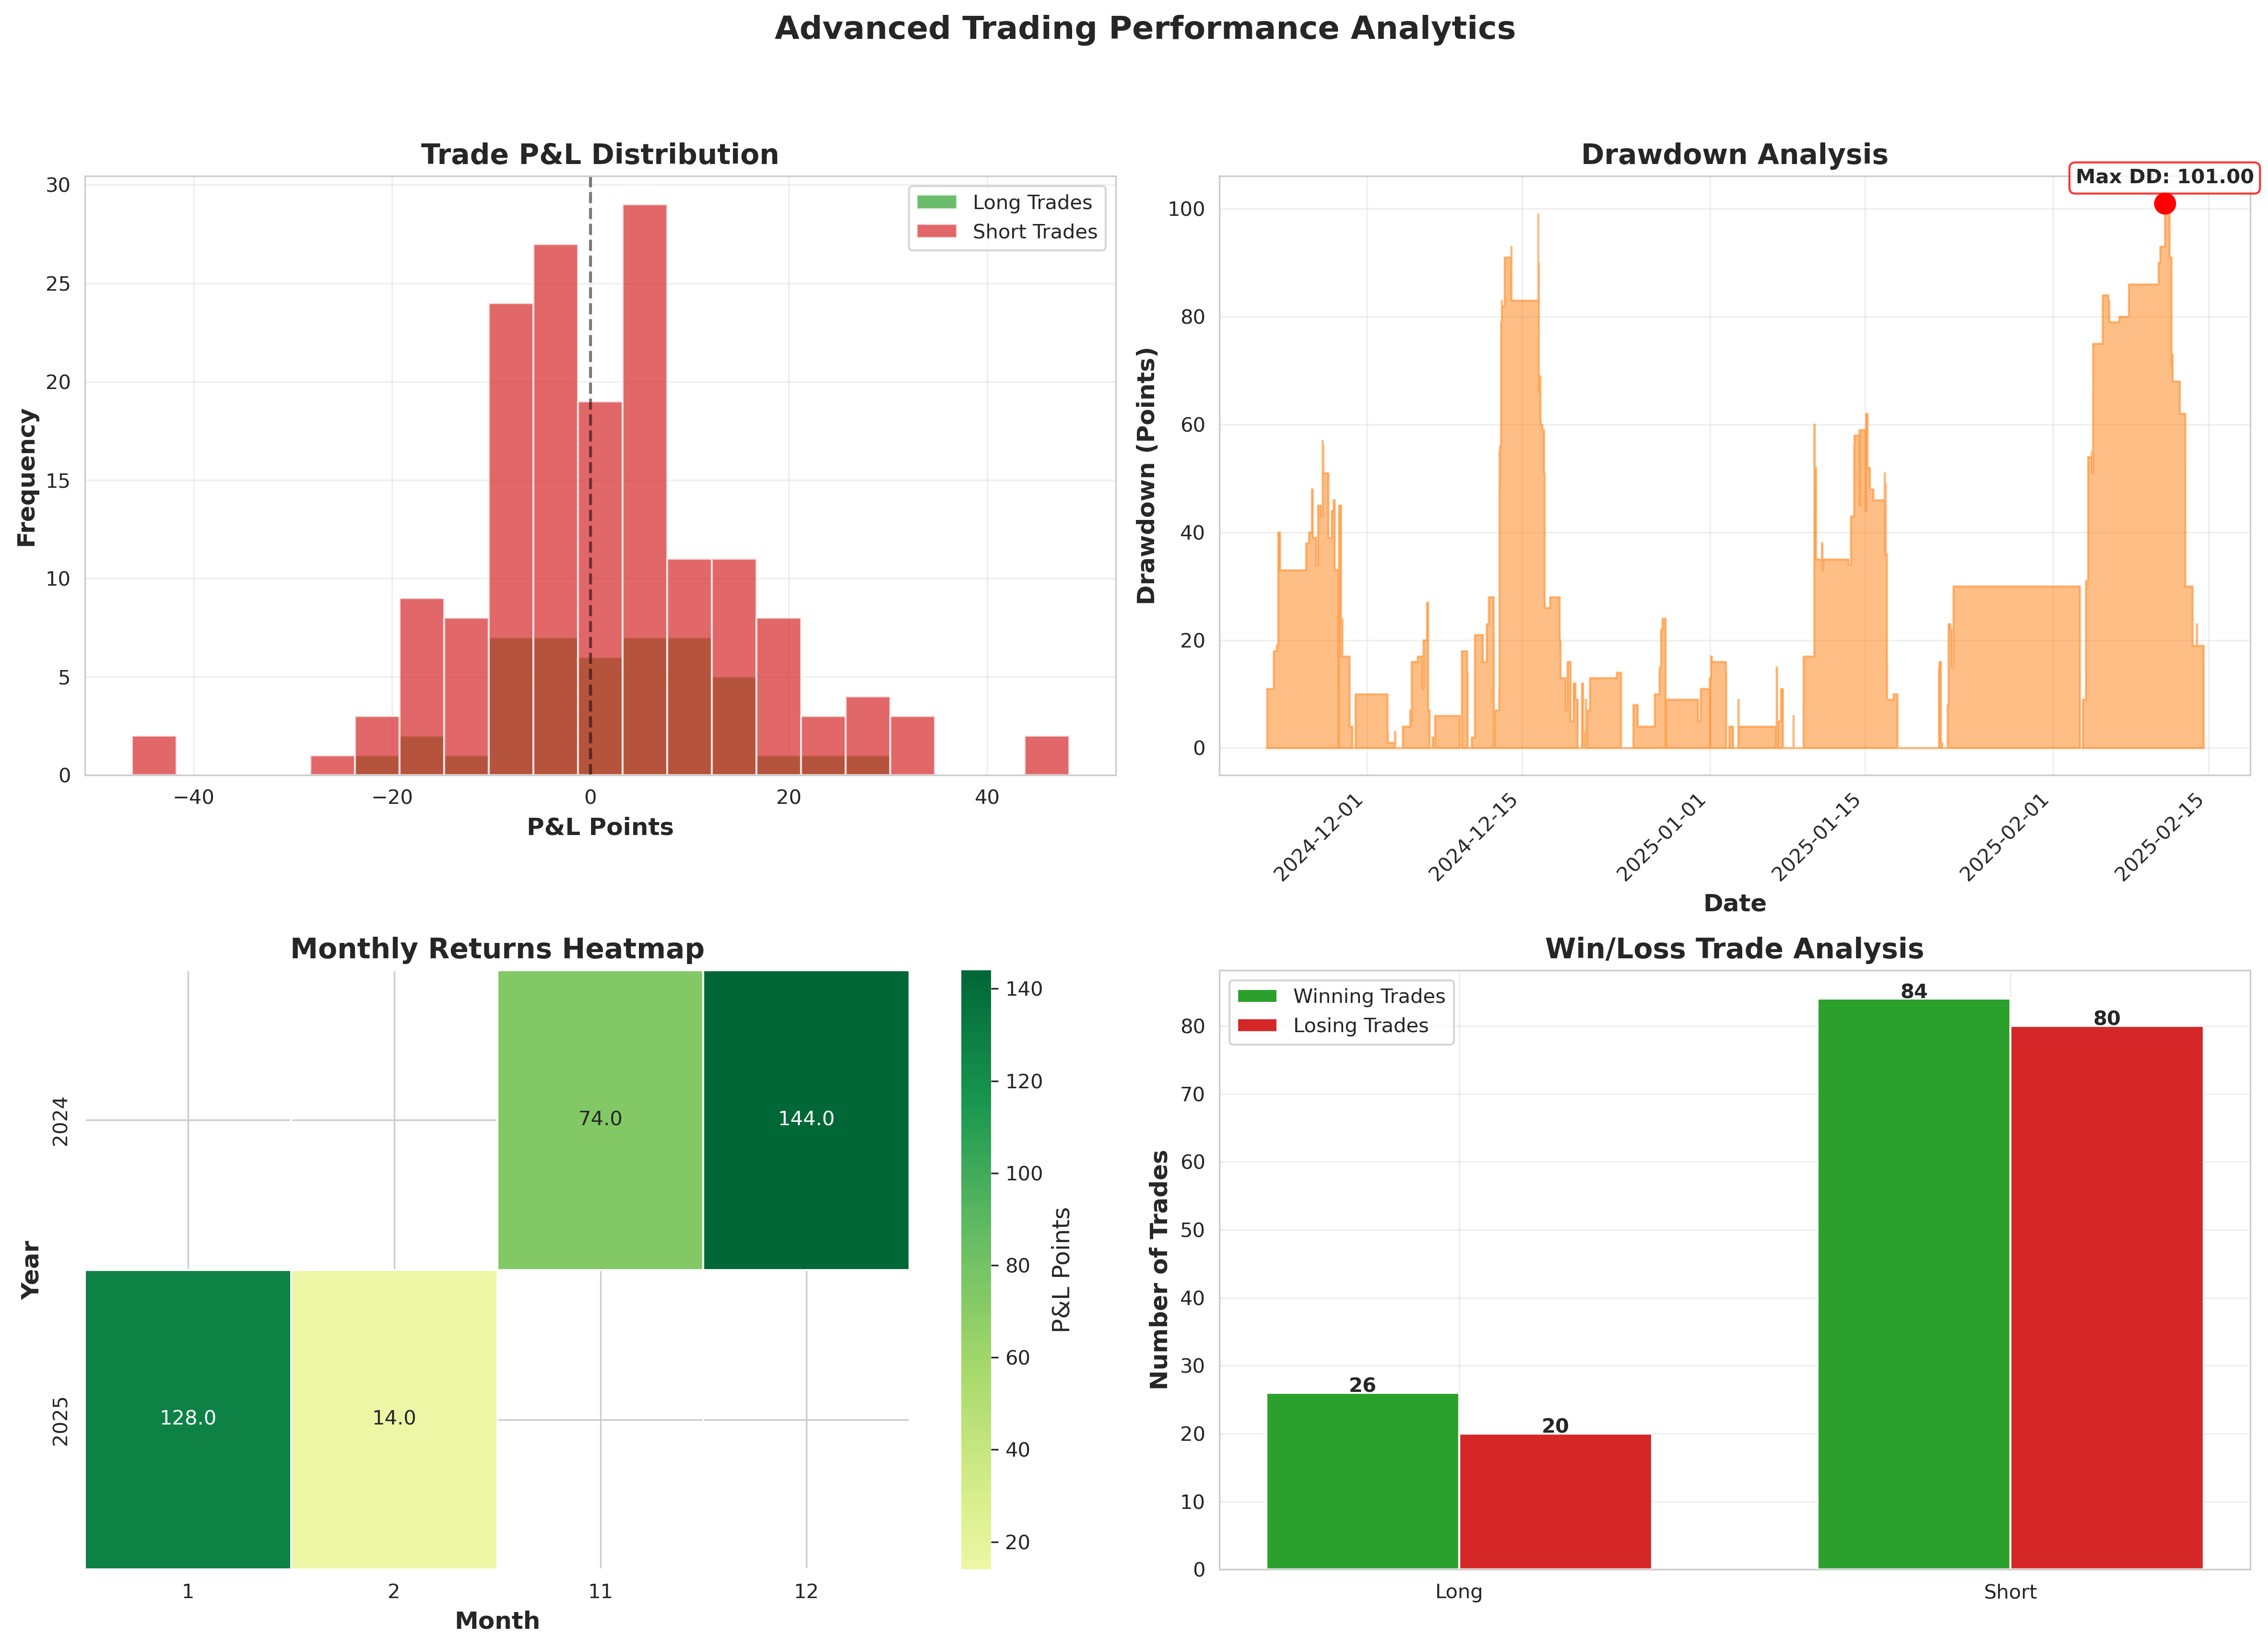 Advanced Trading Performance Analytics
Trade P&L Distribution
30
25
20
15
10
5
0
Frequency
−40
−20
0
20
40
P&L Points
Long Trades
Short Trades
Drawdown Analysis
Max DD: 101.00
100
80
60
40
20
0
Drawdown (Points)
2024-12-01
2024-12-15
2025-01-01
2025-01-15
2025-02-01
2025-02-15
Date
Monthly Returns Heatmap
2024
2025
Year
74.0
144.0
128.0
14.0
1
2
11
12
Month
140
120
100
80
60
40
20
P&L Points
Win/Loss Trade Analysis
Winning Trades
Losing Trades
80
70
60
50
40
30
20
10
0
Number of Trades
26
20
84
80
Long
Short